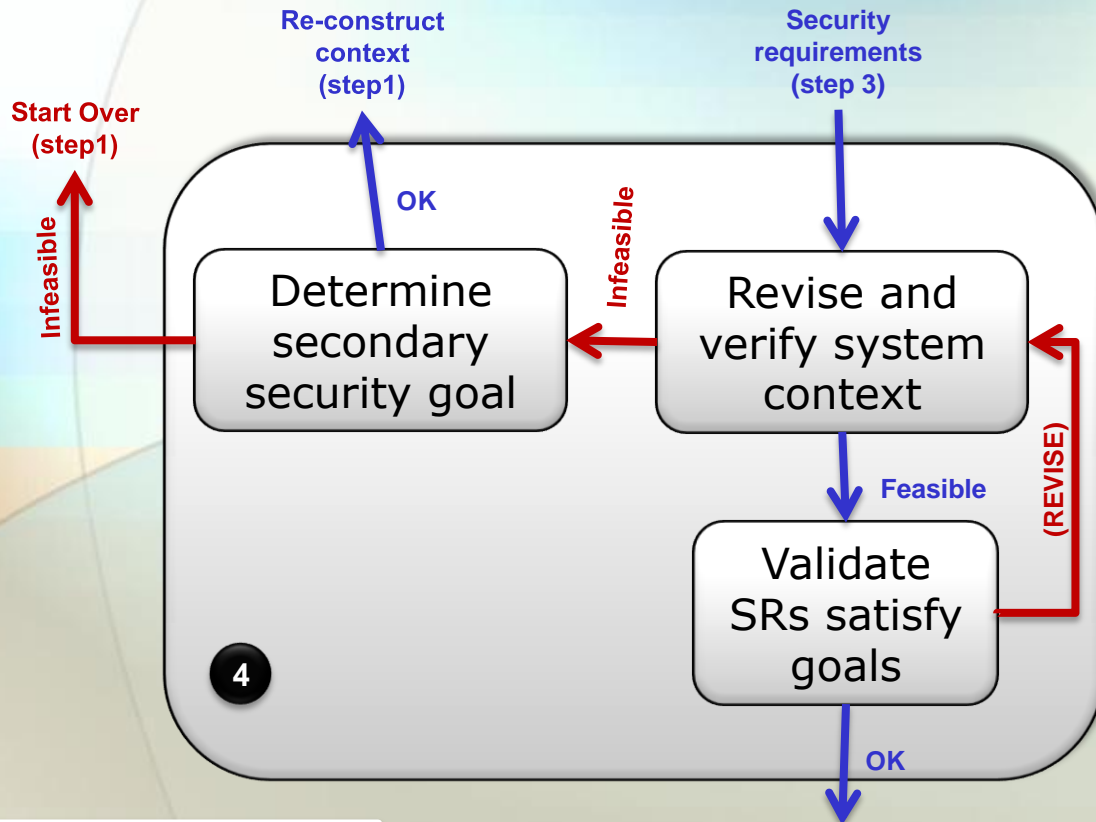 Re-construct
context
(step1)
Security
requirements
(step 3)
Start Over
(step1)
OK
Infeasible
Infeasible
Determine
secondary
security goal
Revise and
verify system
context
(REVISE)
Feasible
Validate
SRs satisfy
goals
4
OK